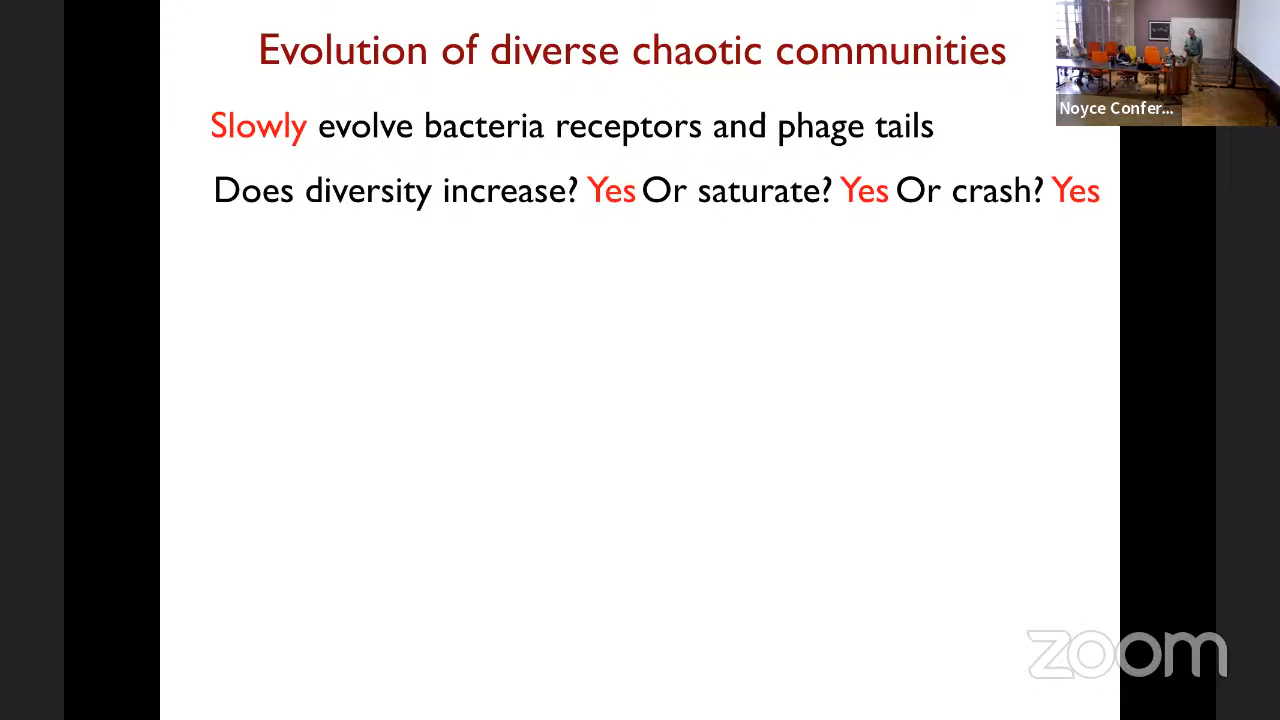 Evolution of diverse chaotic communities
Noyce Confer...
Slowly evolve bacteria receptors and phage tails
Does diversity increase? Yes Or saturate? Yes Or crash? Yes
zoom